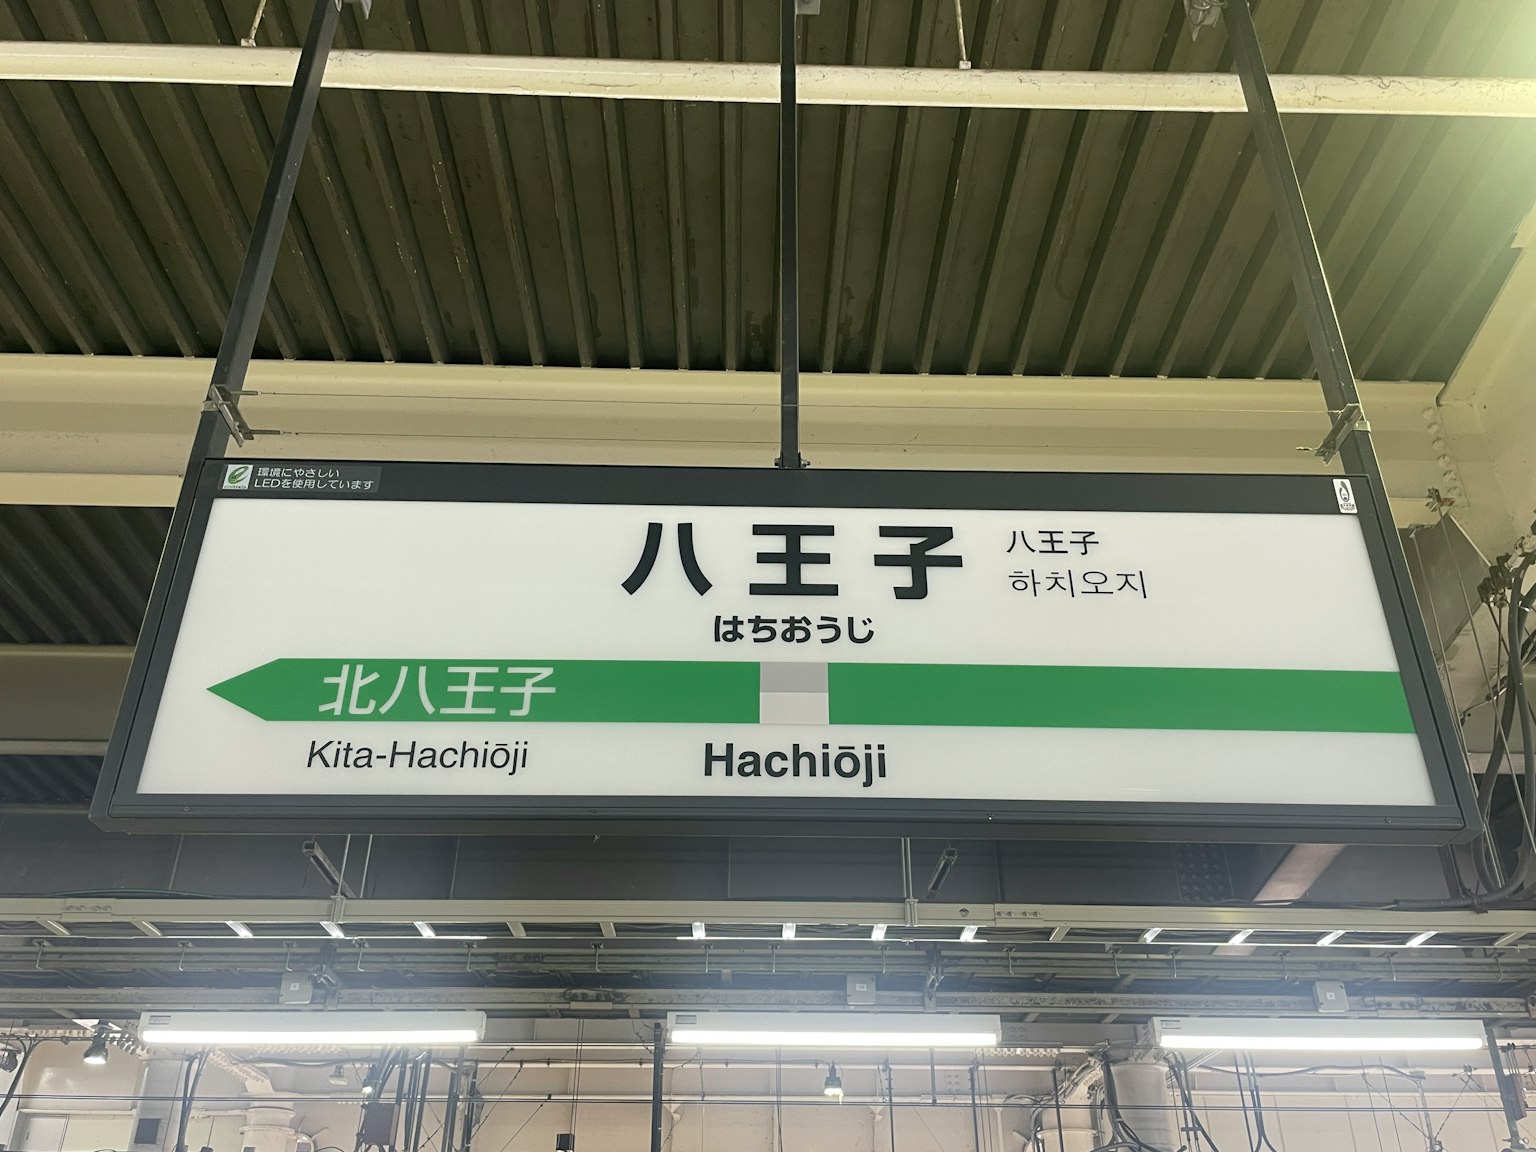 環境にやさしい
LEDを使用しています
八王子
八王子
하치오지
はちおうじ
北八王子
Kita-Hachiōji
Hachiōji